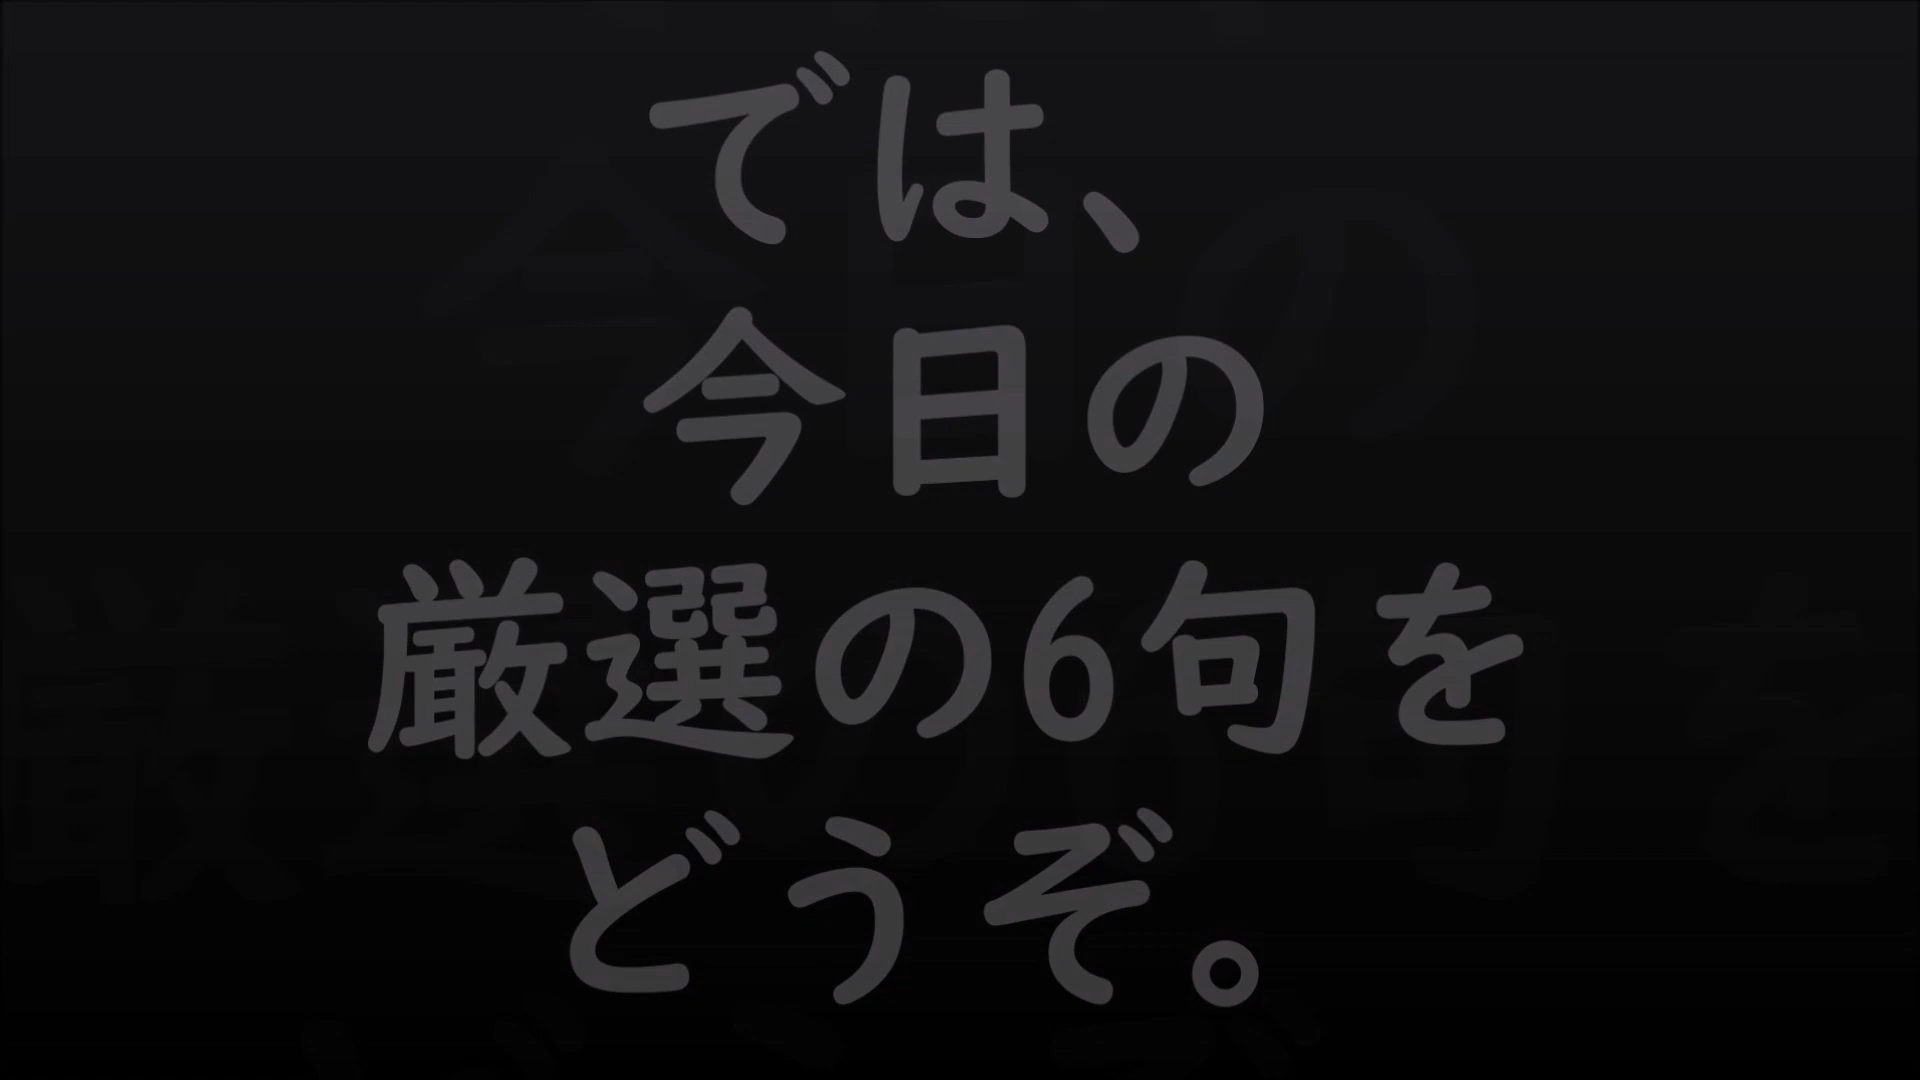 では、
今日の
厳選の6句を
どうぞ。